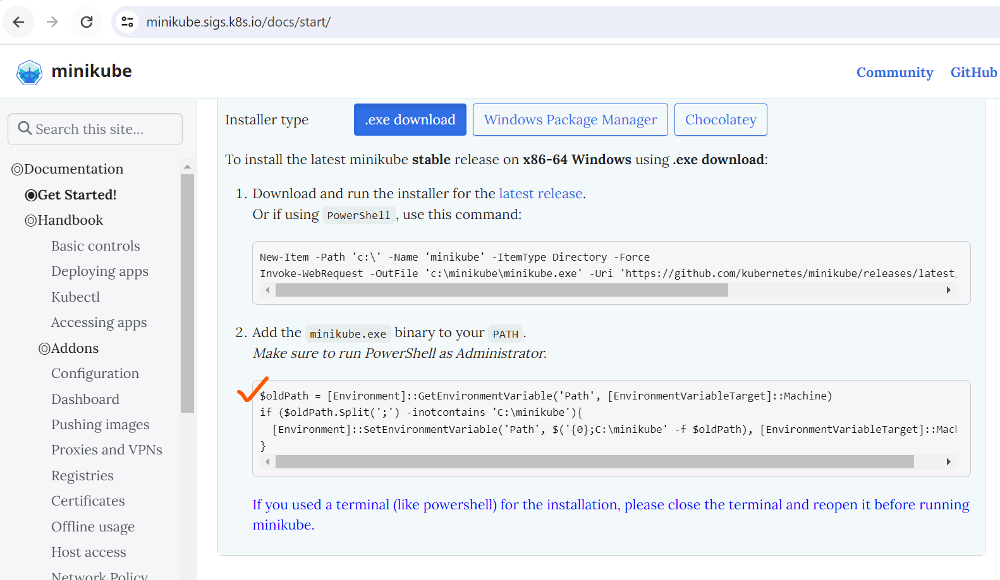 minikube.sigs.k8s.io/docs/start/
minikube
Community
GitHub
Search this site...
Documentation
Get Started!
Handbook
Basic controls
Deploying apps
Kubectl
Accessing apps
Addons
Configuration
Dashboard
Pushing images
Proxies and VPNs
Registries
Certificates
Offline usage
Host access
Network Policy
Installer type
.exe download
Windows Package Manager
Chocolatey
To install the latest minikube stable release on x86-64 Windows using .exe download:
1. Download and run the installer for the latest release.
Or if using PowerShell, use this command:
New-Item -Path 'c:\' -Name 'minikube' -ItemType Directory -Force
Invoke-WebRequest -OutFile 'c:\minikube\minikube.exe' -Uri 'https://github.com/kubernetes/minikube/releases/latest/
2. Add the minikube.exe binary to your PATH.
Make sure to run PowerShell as Administrator.
$oldPath = [Environment]::GetEnvironmentVariable('Path', [EnvironmentVariableTarget]::Machine)
if ($oldPath.Split(';') -inotcontains 'C:\minikube'){
  [Environment]::SetEnvironmentVariable('Path', $('{0};C:\minikube' -f $oldPath), [EnvironmentVariableTarget]::Mach
}
If you used a terminal (like powershell) for the installation, please close the terminal and reopen it before running
minikube.